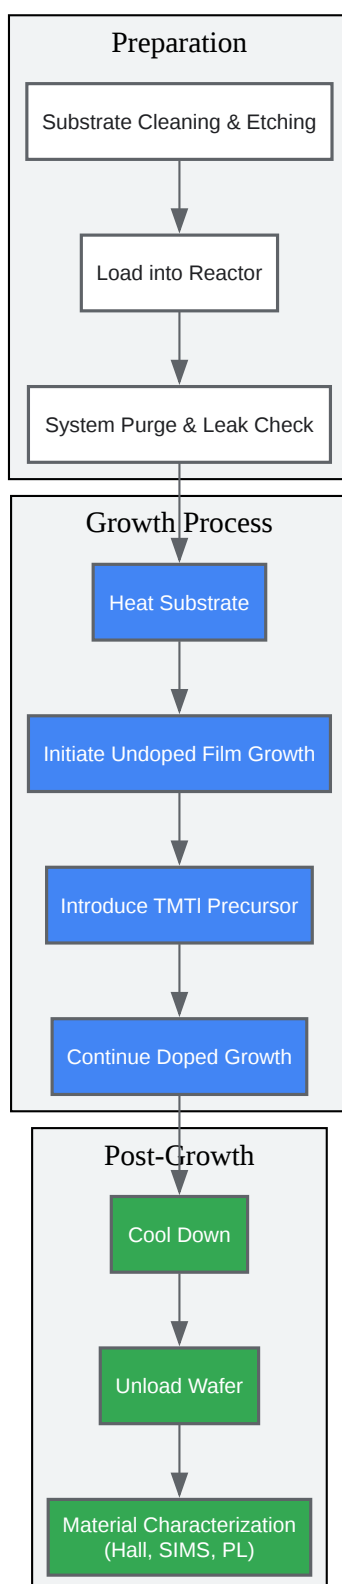 Preparation
Substrate Cleaning & Etching
Load into Reactor
System Purge & Leak Check
Growth Process
Heat Substrate
Initiate Undoped Film Growth
Introduce TMTl Precursor
Continue Doped Growth
Post-Growth
Cool Down
Unload Wafer
Material Characterization
(Hall, SIMS, PL)